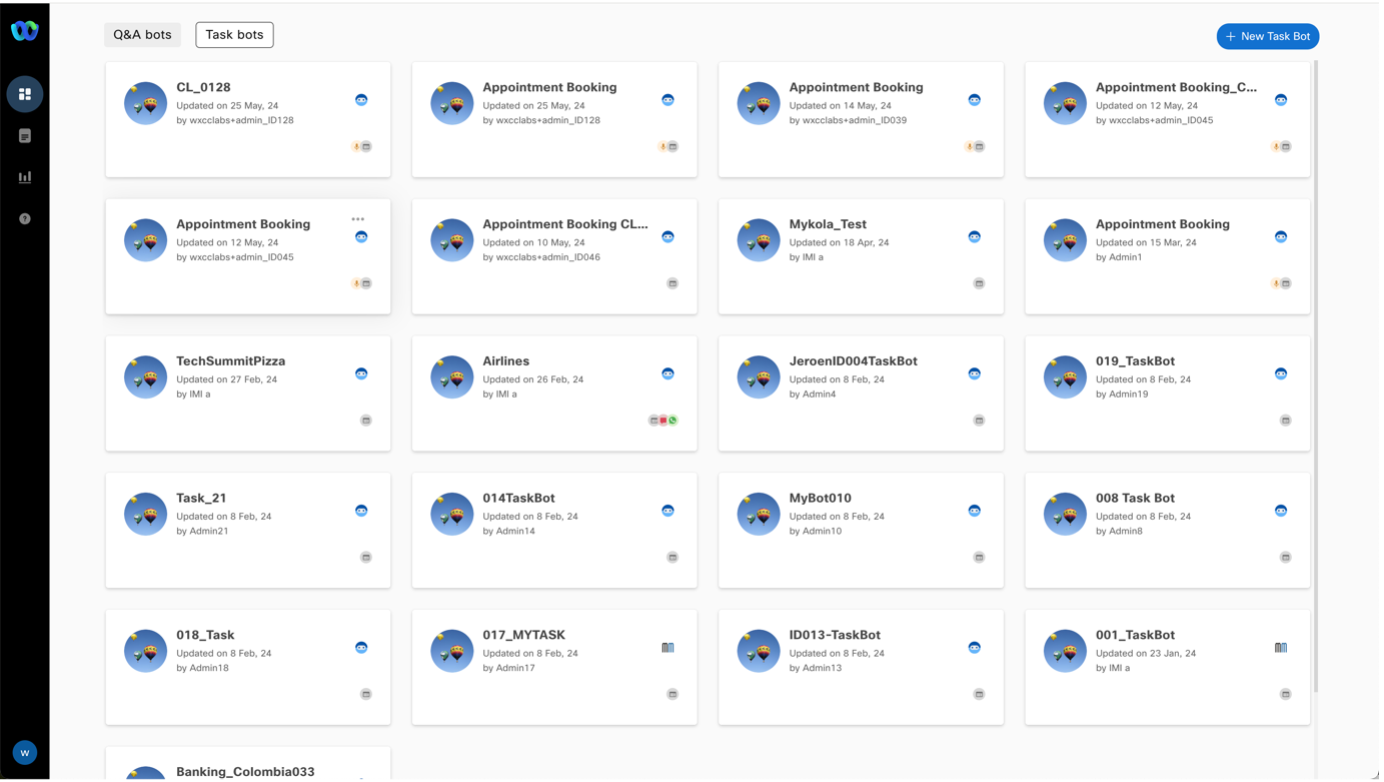 Q&A bots
Task bots
+ New Task Bot
CL_0128
Updated on 25 May, 24
by wxcclabs+admin_ID128
Appointment Booking
Updated on 25 May, 24
by wxcclabs+admin_ID128
Appointment Booking
Updated on 14 May, 24
by wxcclabs+admin_ID039
Appointment Booking_C...
Updated on 12 May, 24
by wxcclabs+admin_ID045
Appointment Booking
Updated on 12 May, 24
by wxcclabs+admin_ID045
Appointment Booking CL...
Updated on 10 May, 24
by wxcclabs+admin_ID046
Mykola_Test
Updated on 18 Apr, 24
by IMI a
Appointment Booking
Updated on 15 Mar, 24
by Admin1
TechSummitPizza
Updated on 27 Feb, 24
by IMI a
Airlines
Updated on 26 Feb, 24
by IMI a
JeroenID004TaskBot
Updated on 8 Feb, 24
by Admin4
019_TaskBot
Updated on 8 Feb, 24
by Admin19
Task_21
Updated on 8 Feb, 24
by Admin21
014TaskBot
Updated on 8 Feb, 24
by Admin14
MyBot010
Updated on 8 Feb, 24
by Admin10
008 Task Bot
Updated on 8 Feb, 24
by Admin8
018_Task
Updated on 8 Feb, 24
by Admin18
017_MYTASK
Updated on 8 Feb, 24
by Admin17
ID013-TaskBot
Updated on 8 Feb, 24
by Admin13
001_TaskBot
Updated on 23 Jan, 24
by IMI a
Banking_Colombia033
W